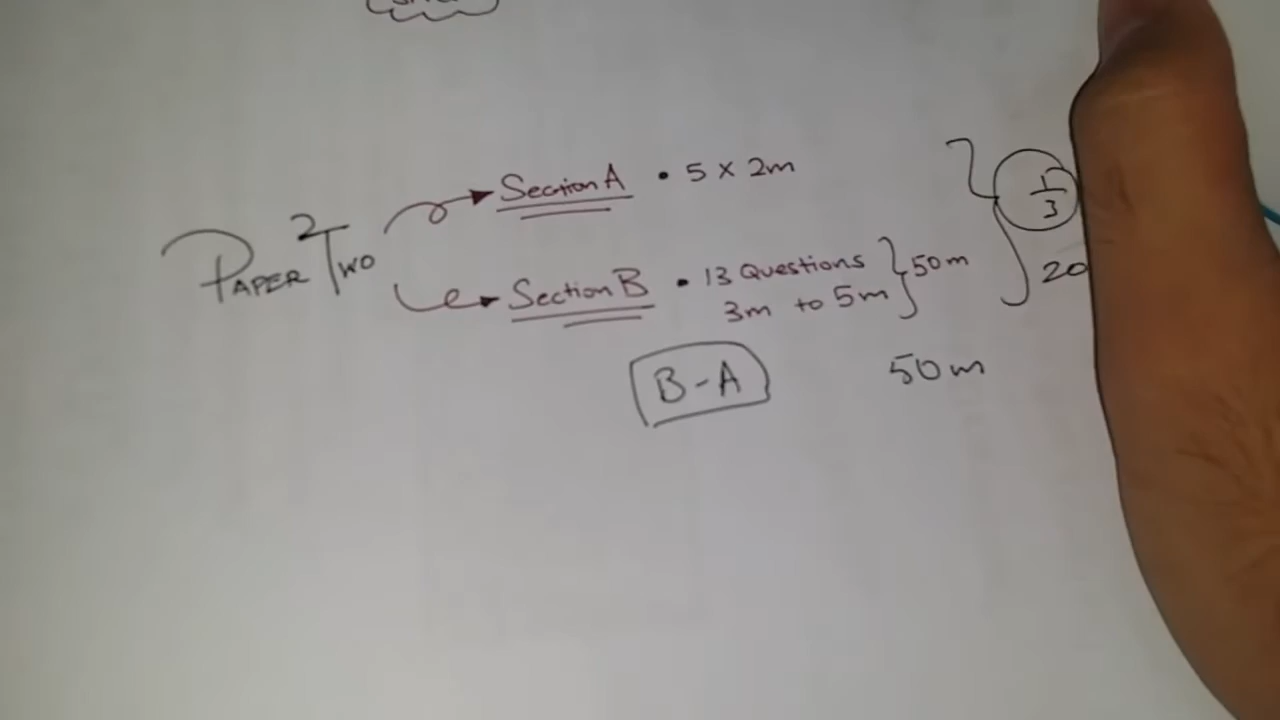 Section A • 5 x 2m
PAPER 2 TWO
Section B • 13 Questions 50m
3m to 5m
1/3
20
B-A
50m